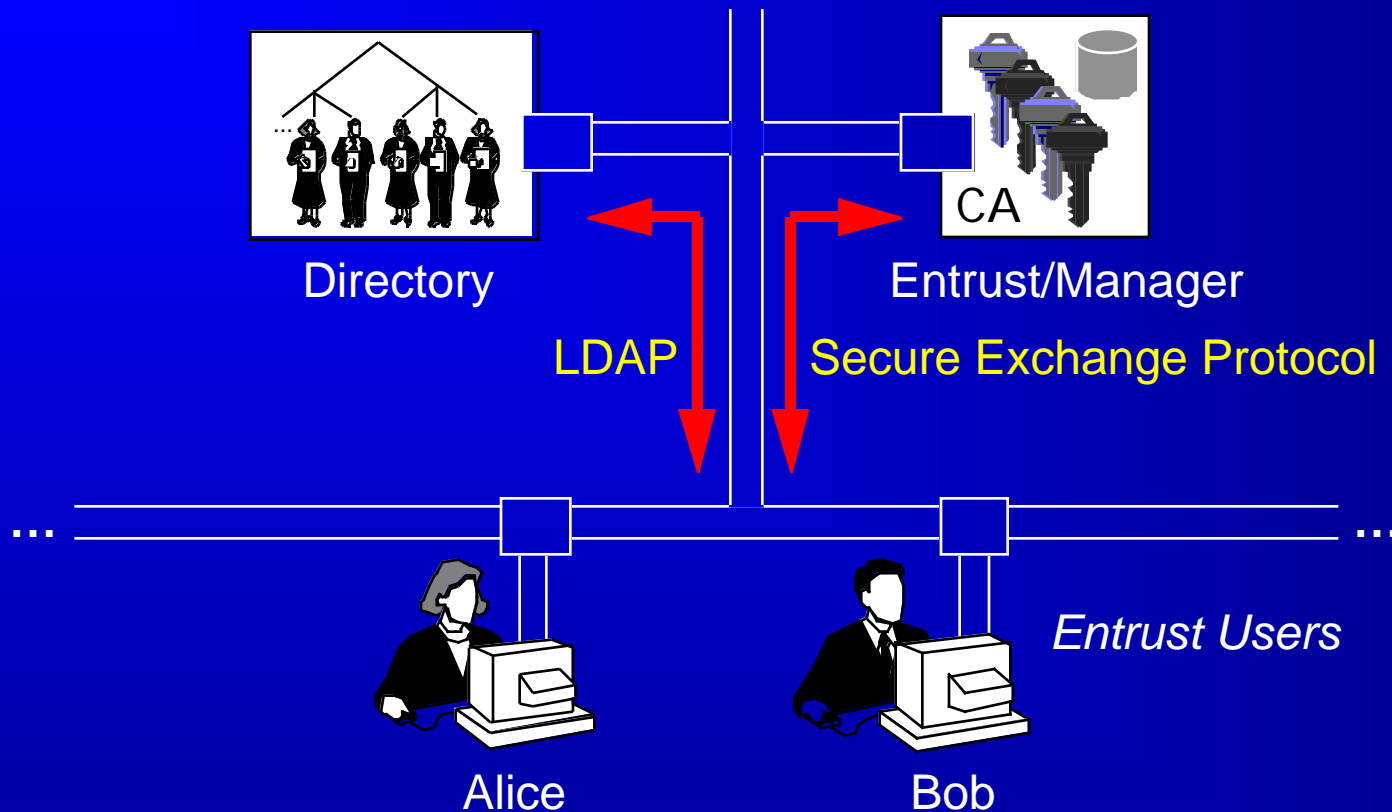 ...
CA
Directory
Entrust/Manager
LDAP
Secure Exchange Protocol
...
...
Entrust Users
Alice
Bob